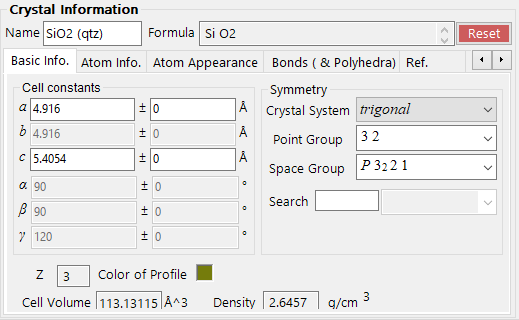 Crystal Information
Name SiO2 (qtz) Formula Si O2 Reset
Basic Info. Atom Info. Atom Appearance Bonds ( & Polyhedra) Ref.
Cell constants
a 4.916 ± 0 Å
b 4.916 ± 0 Å
c 5.4054 ± 0 Å
α 90 ± 0 °
β 90 ± 0 °
γ 120 ± 0 °
Symmetry
Crystal System trigonal
Point Group 3 2
Space Group P 3₂ 2 1
Search
Z 3 Color of Profile
Cell Volume 113.13115 Å^3 Density 2.6457 g/cm 3